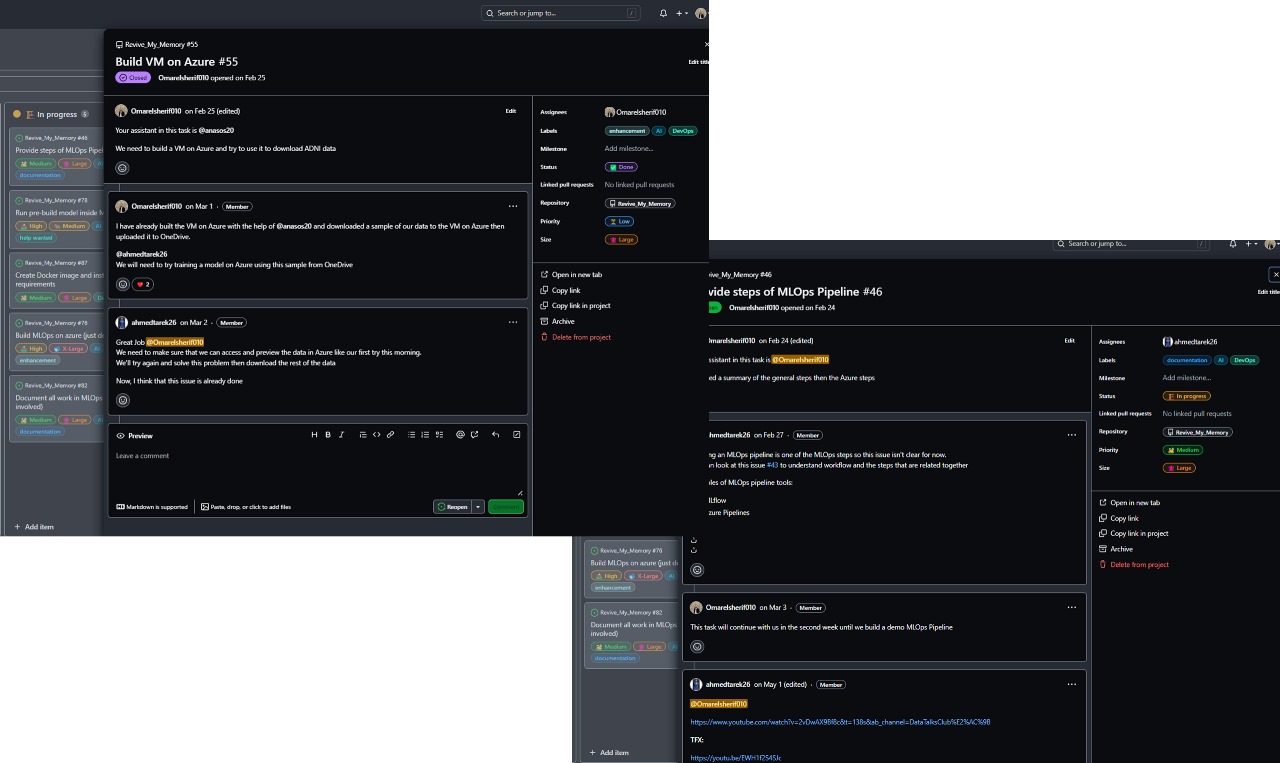 Search or jump to...
/
Revive_My_Memory #55
Build VM on Azure #55
Edit title
Closed
Omarelsherif010 opened on Feb 25
In progress 5
Revive_My_Memory #46
Provide steps of MLOps Pipel
Medium Large
documentation
Revive_My_Memory #78
Run pre-build model inside
High Medium AI
help wanted
Revive_My_Memory #87
Create Docker image and inst
requirements
Medium Large
Revive_My_Memory #76
Build MLOps on azure (just d
High X-Large AI
enhancement
Revive_My_Memory #82
Document all work in MLOps
involved)
Medium Large
documentation
Add item
Omarelsherif010 on Feb 25 (edited)
Edit
Your assistant in this task is @anasos20
We need to build a VM on Azure and try to use it to download ADNI data
Omarelsherif010 on Mar 1 · Member
I have already built the VM on Azure with the help of @anasos20 and downloaded a sample of our data to the VM on Azure then
uploaded it to OneDrive.
@ahmedtarek26
We will need to try training a model on Azure using this sample from OneDrive
2
ahmedtarek26 on Mar 2 · Member
Great Job @Omarelsherif010
We need to make sure that we can access and preview the data in Azure like our first try this morning.
We'll try again and solve this problem then download the rest of the data
Now, I think that this issue is already done
Preview
Leave a comment
Markdown is supported
Paste, drop, or click to add files
Reopen
Comment
Assignees Omarelsherif010
Labels enhancement AI DevOps
Milestone Add milestone...
Status Done
Linked pull requests No linked pull requests
Repository Revive_My_Memory
Priority Low
Size Large
Open in new tab
Copy link
Copy link in project
Archive
Delete from project
Search or jump to...
/
vive_My_Memory #46
vide steps of MLOps Pipeline #46
Edit title
Omarelsherif010 opened on Feb 24
Omarelsherif010 on Feb 24 (edited)
Edit
ssistant in this task is @Omarelsherif010
ed a summary of the general steps then the Azure steps
ahmedtarek26 on Feb 27 · Member
ng an MLOps pipeline is one of the MLOps steps so this issue isn't clear for now.
n look at this issue #43 to understand workflow and the steps that are related together
les of MLOps pipeline tools:
MLflow
zure Pipelines
Omarelsherif010 on Mar 3 · Member
This task will continue with us in the second week until we build a demo MLOps Pipeline
ahmedtarek26 on May 1 (edited) · Member
@Omarelsherif010
https://www.youtube.com/watch?v=2vDwAX9Bf8c&t=138s&ab_channel=DataTalksClub%E2%AC%9B
TFX:
https://youtu.be/EWH1f2S4SJc
Assignees ahmedtarek26
Labels documentation AI DevOps
Milestone Add milestone...
Status In progress
Linked pull requests No linked pull requests
Repository Revive_My_Memory
Priority Medium
Size Large
Open in new tab
Copy link
Copy link in project
Archive
Delete from project
Revive_My_Memory #76
Build MLOps on azure (just d
High X-Large AI
enhancement
Revive_My_Memory #82
Document all work in MLOps
involved)
Medium Large
documentation
Add item